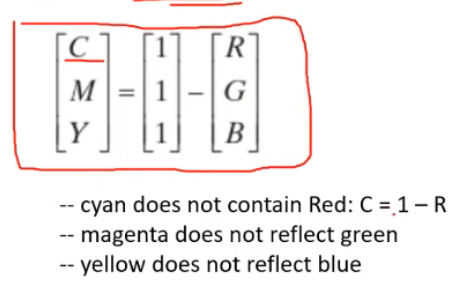 [C] [1] [R]
[M] = [1] − [G]
[Y] [1] [B]
-- cyan does not contain Red: C = 1 – R
-- magenta does not reflect green
-- yellow does not reflect blue